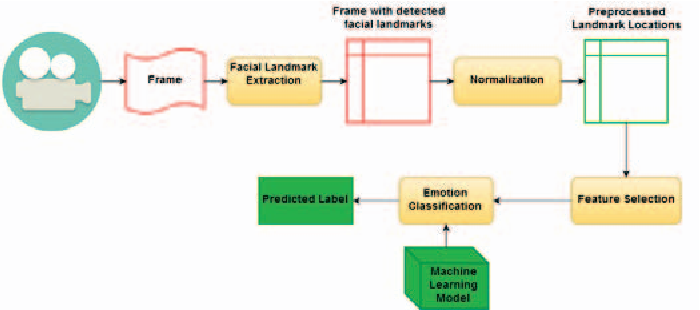 Frame
Facial Landmark
Extraction
Frame with detected
facial landmarks
Normalization
Preprocessed
Landmark Locations
Feature Selection
Emotion
Classification
Predicted Label
Machine
Learning
Model